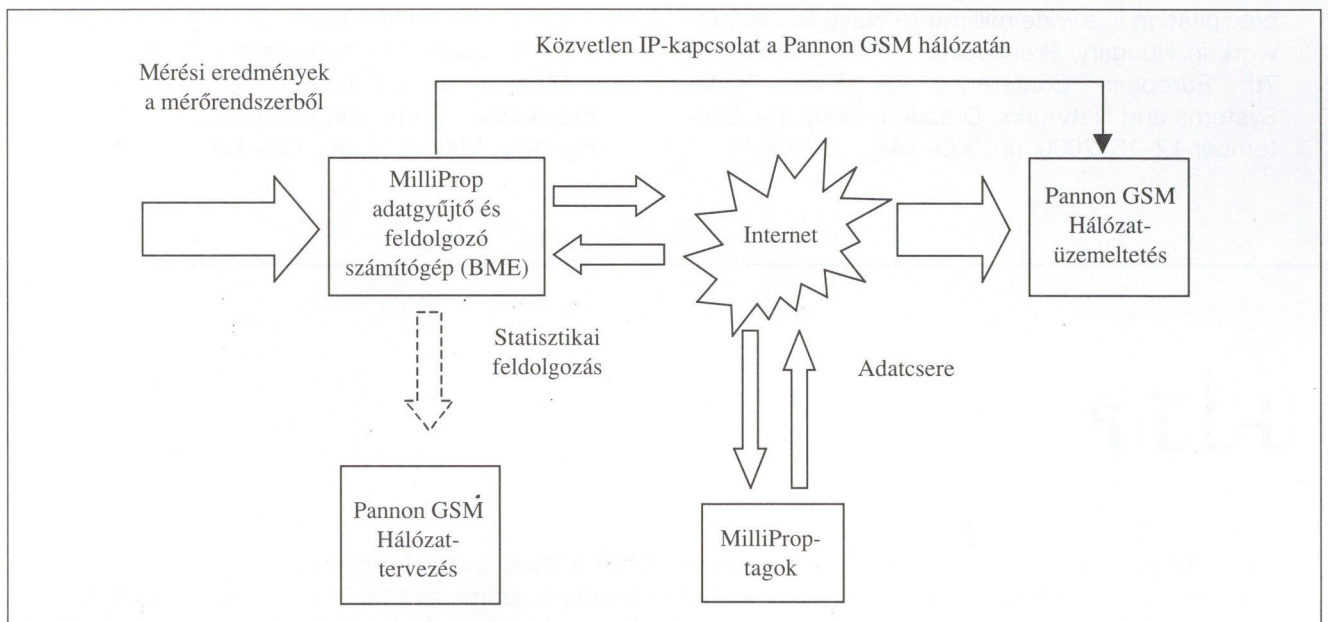 Közvetlen IP-kapcsolat a Pannon GSM hálózatán
Mérési eredmények
a mérőrendszerből
MilliProp
adatgyűjtő és
feldolgozó
számítógép (BME)
Internet
Pannon GSM
Hálózat-
üzemeltetés
Statisztikai
feldolgozás
Adatcsere
Pannon GSM
Hálózat-
tervezés
MilliProp-
tagok